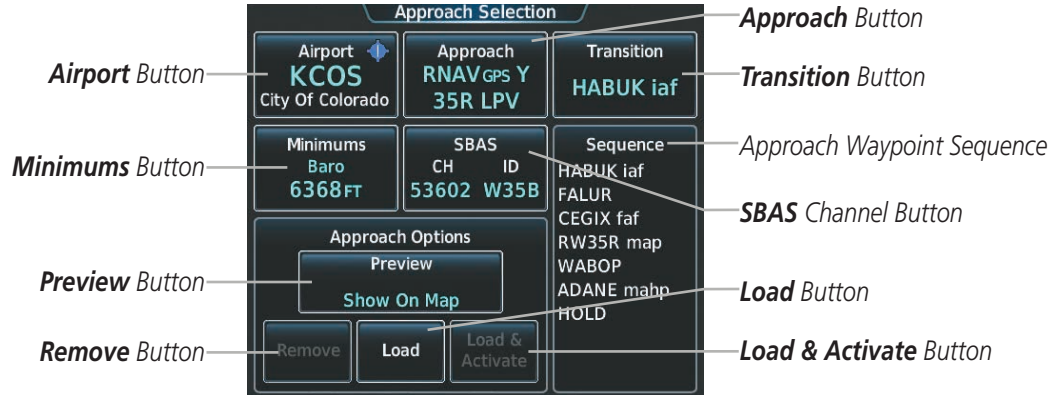 Approach Selection
Approach Button
Airport Button
Airport
KCOS
City Of Colorado
Approach
RNAV GPS Y
35R LPV
Transition
HABUK iaf
Transition Button
Minimums Button
Minimums
Baro
6368FT
SBAS
CH ID
53602 W35B
Sequence
HABUK iaf
FALUR
CEGIX faf
RW35R map
WABOP
ADANE mahp
HOLD
Approach Waypoint Sequence
SBAS Channel Button
Approach Options
Preview Button
Preview
Show On Map
Load Button
Remove Button
Remove
Load
Load &
Activate
Load & Activate Button